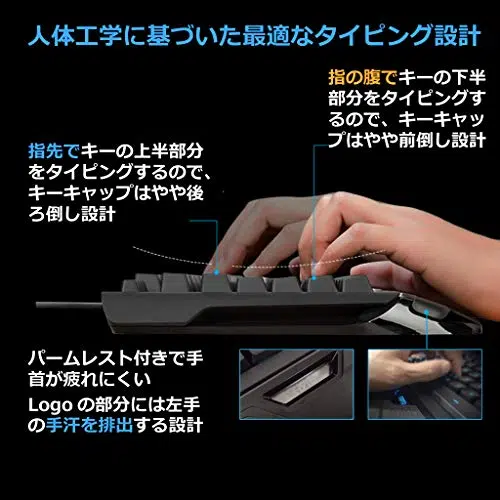 人体工学に基づいた最適なタイピング設計
指の腹でキーの下半
部分をタイピングす
るので、キーキャッ
プはやや前倒し設計
指先でキーの上半部分
をタイピングするので、
キーキャップはやや後
ろ倒し設計
パームレスト付きで手
首が疲れにくい
Logo の部分には左手
の手汗を排出する設計